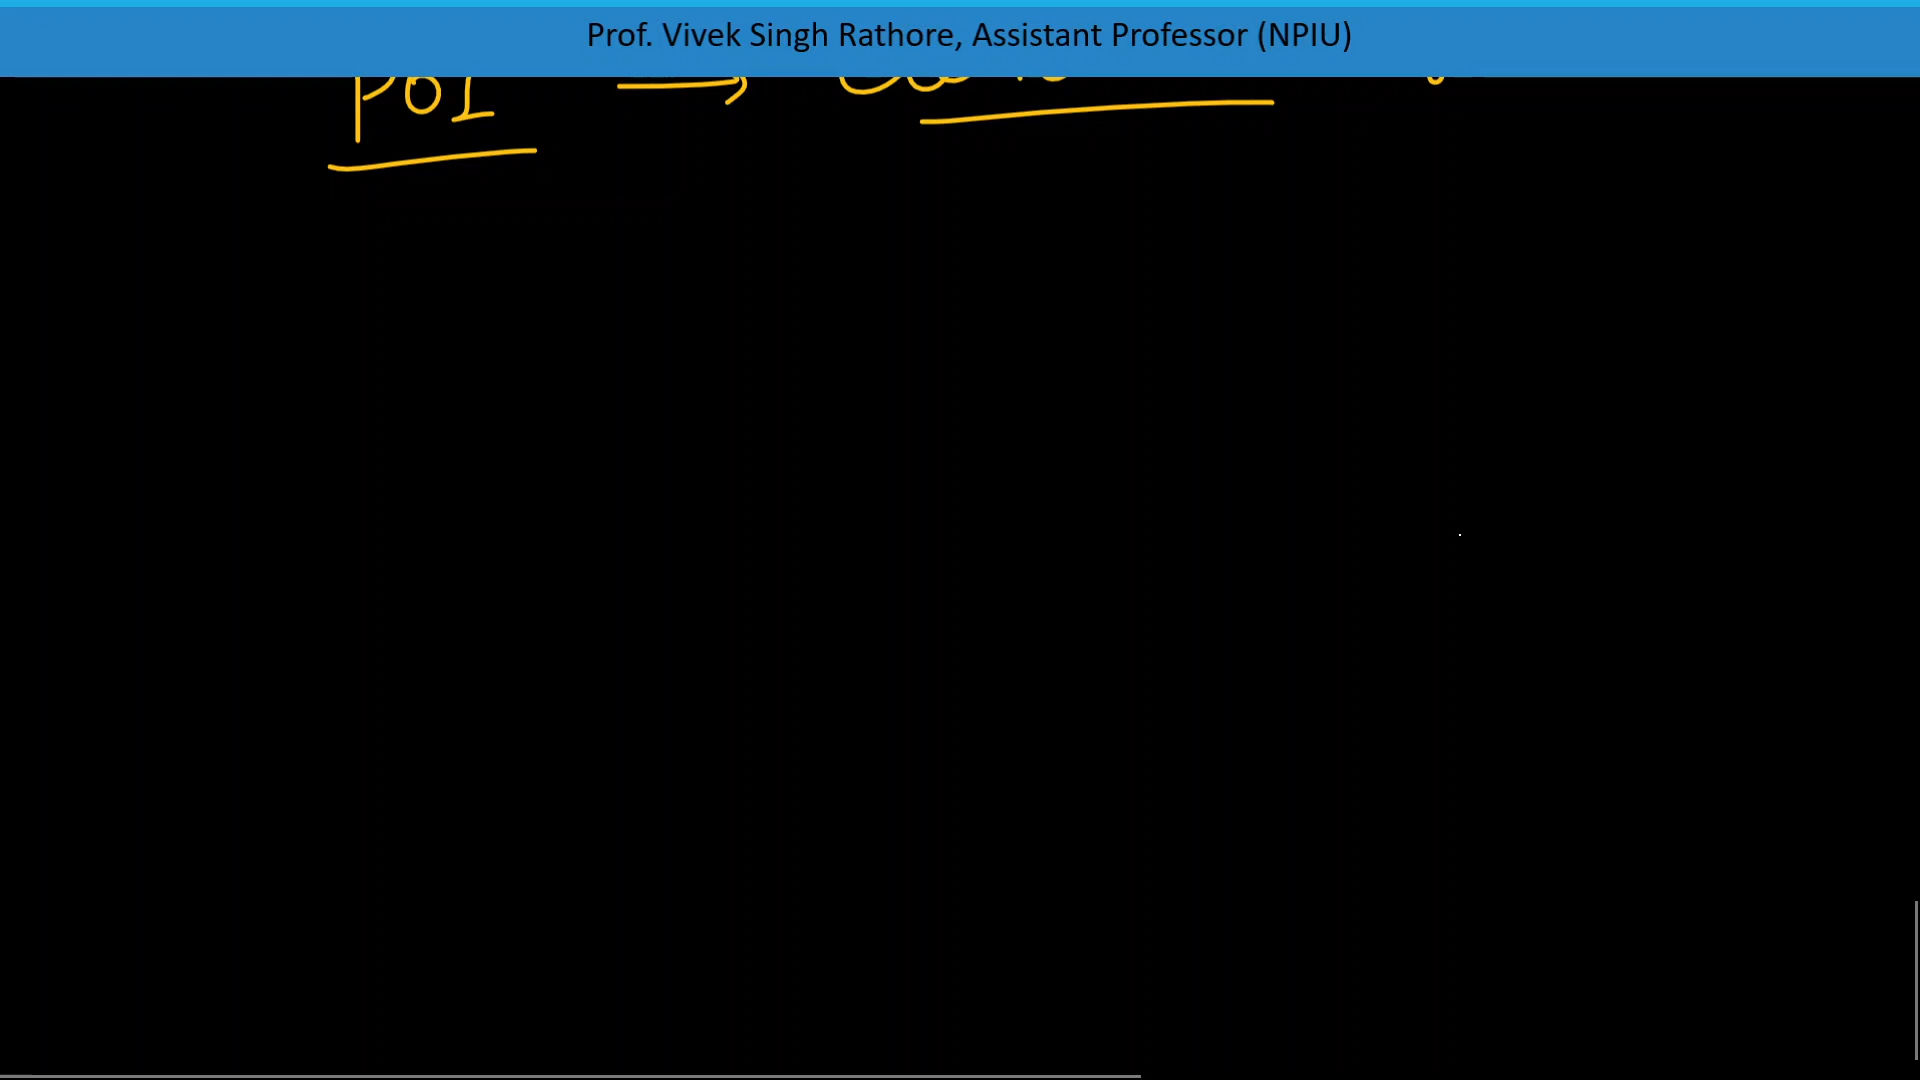 Prof. Vivek Singh Rathore, Assistant Professor (NPIU)
POI →